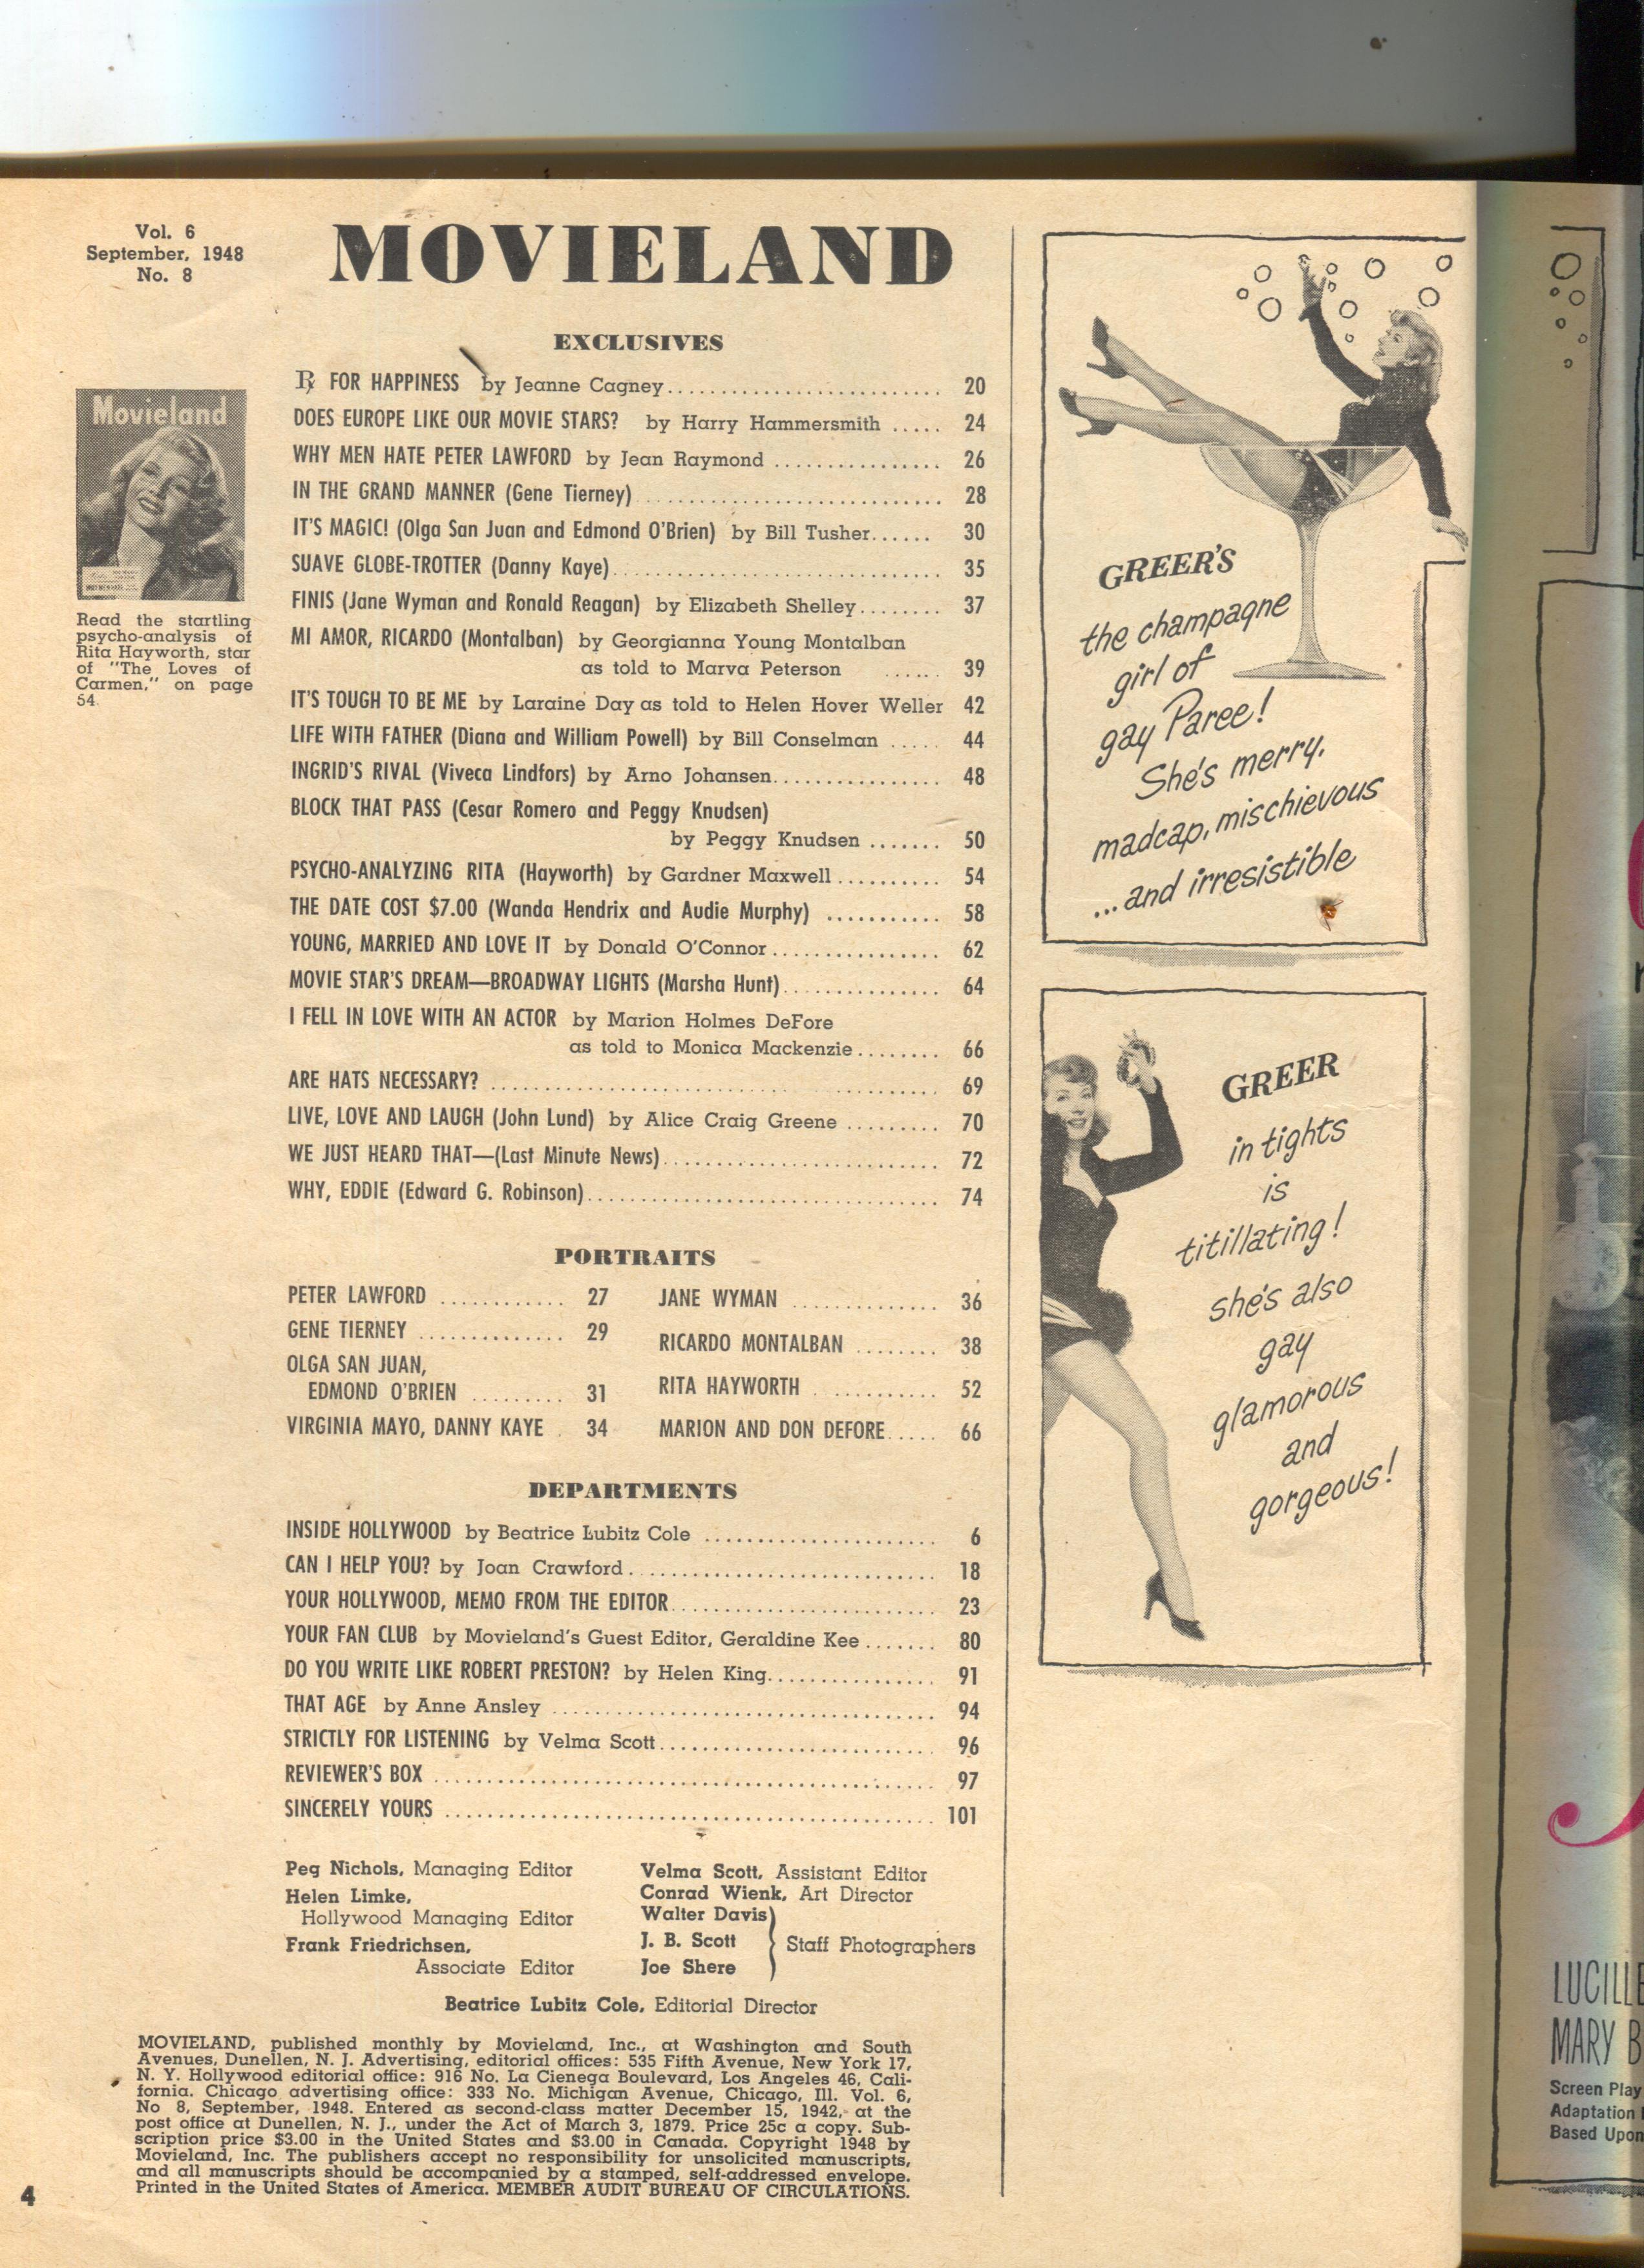 Vol. 6
September, 1948
No. 8
MOVIELAND
Movieland
Read the startling
psycho-analysis of
Rita Hayworth, star
of "The Loves of
Carmen," on page
54.
EXCLUSIVES
℞ FOR HAPPINESS by Jeanne Cagney.......................... 20
DOES EUROPE LIKE OUR MOVIE STARS? by Harry Hammersmith ..... 24
WHY MEN HATE PETER LAWFORD by Jean Raymond ................ 26
IN THE GRAND MANNER (Gene Tierney)............................ 28
IT'S MAGIC! (Olga San Juan and Edmond O'Brien) by Bill Tusher...... 30
SUAVE GLOBE-TROTTER (Danny Kaye)............................... 35
FINIS (Jane Wyman and Ronald Reagan) by Elizabeth Shelley........ 37
MI AMOR, RICARDO (Montalban) by Georgianna Young Montalban
as told to Marva Peterson ...... 39
IT'S TOUGH TO BE ME by Laraine Day as told to Helen Hover Weller 42
LIFE WITH FATHER (Diana and William Powell) by Bill Conselman ..... 44
INGRID'S RIVAL (Viveca Lindfors) by Arno Johansen................ 48
BLOCK THAT PASS (Cesar Romero and Peggy Knudsen)
by Peggy Knudsen ....... 50
PSYCHO-ANALYZING RITA (Hayworth) by Gardner Maxwell.......... 54
THE DATE COST $7.00 (Wanda Hendrix and Audie Murphy) ........... 58
YOUNG, MARRIED AND LOVE IT by Donald O'Connor................ 62
MOVIE STAR'S DREAM—BROADWAY LIGHTS (Marsha Hunt)............... 64
I FELL IN LOVE WITH AN ACTOR by Marion Holmes DeFore
as told to Monica Mackenzie........ 66
ARE HATS NECESSARY? .......................................... 69
LIVE, LOVE AND LAUGH (John Lund) by Alice Craig Greene ......... 70
WE JUST HEARD THAT—(Last Minute News).......................... 72
WHY, EDDIE (Edward G. Robinson)................................. 74
PORTRAITS
PETER LAWFORD ............ 27
GENE TIERNEY .............. 29
OLGA SAN JUAN,
EDMOND O'BRIEN ......... 31
VIRGINIA MAYO, DANNY KAYE . 34
JANE WYMAN .............. 36
RICARDO MONTALBAN ........ 38
RITA HAYWORTH ........... 52
MARION AND DON DEFORE..... 66
DEPARTMENTS
INSIDE HOLLYWOOD by Beatrice Lubitz Cole ...................... 6
CAN I HELP YOU? by Joan Crawford............................. 18
YOUR HOLLYWOOD, MEMO FROM THE EDITOR......................... 23
YOUR FAN CLUB by Movieland's Guest Editor, Geraldine Kee....... 80
DO YOU WRITE LIKE ROBERT PRESTON? by Helen King................ 91
THAT AGE by Anne Ansley ..................................... 94
STRICTLY FOR LISTENING by Velma Scott.......................... 96
REVIEWER'S BOX ................................................ 97
SINCERELY YOURS ............................................... 101
Peg Nichols, Managing Editor
Helen Limke,
Hollywood Managing Editor
Frank Friedrichsen,
Associate Editor
Velma Scott, Assistant Editor
Conrad Wienk, Art Director
Walter Davis
J. B. Scott
Joe Shere
Staff Photographers
Beatrice Lubitz Cole, Editorial Director
MOVIELAND, published monthly by Movieland, Inc., at Washington and South
Avenues, Dunellen, N. J. Advertising, editorial offices: 535 Fifth Avenue, New York 17,
N. Y. Hollywood editorial office: 916 No. La Cienega Boulevard, Los Angeles 46, Cali-
fornia. Chicago advertising office: 333 No. Michigan Avenue, Chicago, Ill. Vol. 6,
No 8, September, 1948. Entered as second-class matter December 15, 1942, at the
post office at Dunellen, N. J., under the Act of March 3, 1879. Price 25c a copy. Sub-
scription price $3.00 in the United States and $3.00 in Canada. Copyright 1948 by
Movieland, Inc. The publishers accept no responsibility for unsolicited manuscripts,
and all manuscripts should be accompanied by a stamped, self-addressed envelope.
Printed in the United States of America. MEMBER AUDIT BUREAU OF CIRCULATIONS.
4
GREER'S
the champagne
girl of
gay Paree!
She's merry,
madcap, mischievous
...and irresistible
GREER
in tights
is
titillating!
she's also
gay
glamorous
and
gorgeous!
LUCILLE
MARY B
Screen Play
Adaptation
Based Upon